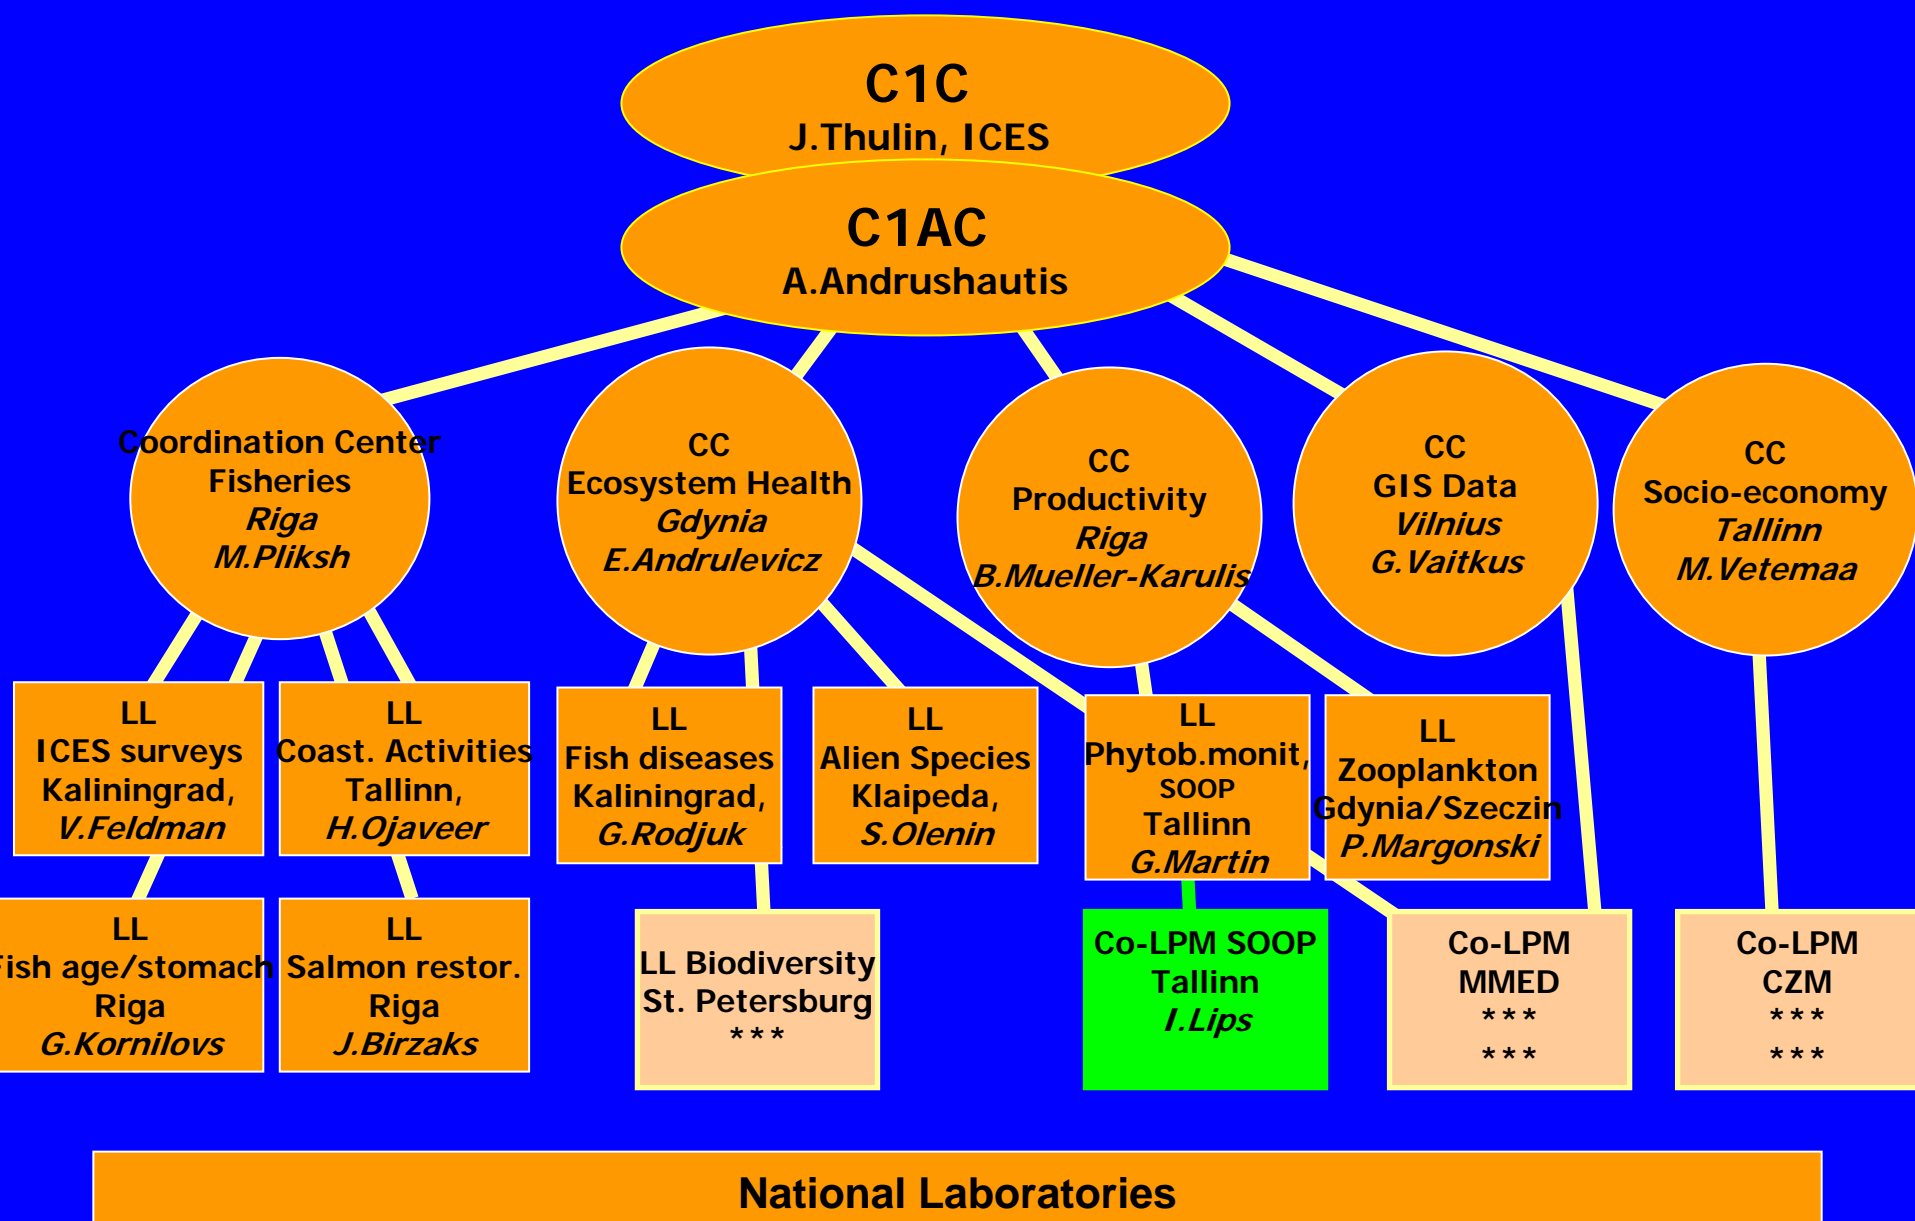 C1C
J.Thulin, ICES
C1AC
A.Andrushautis
Coordination Center
Fisheries
Riga
M.Pliksh
CC
Ecosystem Health
Gdynia
E.Andrulevicz
CC
Productivity
Riga
B.Mueller-Karulis
CC
GIS Data
Vilnius
G.Vaitkus
CC
Socio-economy
Tallinn
M.Vetemaa
LL
ICES surveys
Kaliningrad,
V.Feldman
LL
Coast. Activities
Tallinn,
H.Ojaveer
LL
Fish diseases
Kaliningrad,
G.Rodjuk
LL
Alien Species
Klaipeda,
S.Olenin
LL
Phytob.monit,
SOOP
Tallinn
G.Martin
LL
Zooplankton
Gdynia/Szeczin
P.Margonski
LL
Fish age/stomach
Riga
G.Kornilovs
LL
Salmon restor.
Riga
J.Birzaks
LL Biodiversity
St. Petersburg
***
Co-LPM SOOP
Tallinn
I.Lips
Co-LPM
MMED
***
***
Co-LPM
CZM
***
***
National Laboratories